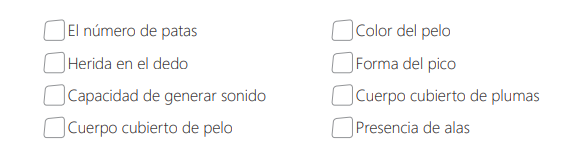 El número de patas
Herida en el dedo
Capacidad de generar sonido
Cuerpo cubierto de pelo
Color del pelo
Forma del pico
Cuerpo cubierto de plumas
Presencia de alas